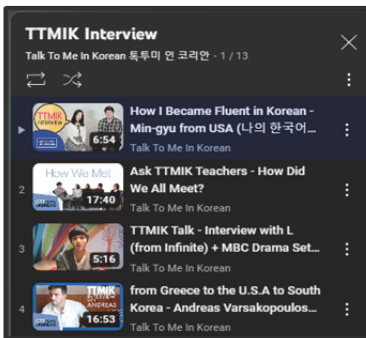 TTMIK Interview
Talk To Me In Korean 톡투미 인 코리안 - 1 / 13
TTMIK
6:54
How I Became Fluent in Korean -
Min-gyu from USA (나의 한국어...
Talk To Me In Korean
2
How We Met
17:40
Ask TTMIK Teachers - How Did
We All Meet?
Talk To Me In Korean
3
5:16
TTMIK Talk - Interview with L
(from Infinite) + MBC Drama Set...
Talk To Me In Korean
4
TTMIK
INTERVIEW
ANDREAS
16:53
from Greece to the U.S.A to South
Korea - Andreas Varsakopoulos...
Talk To Me In Korean